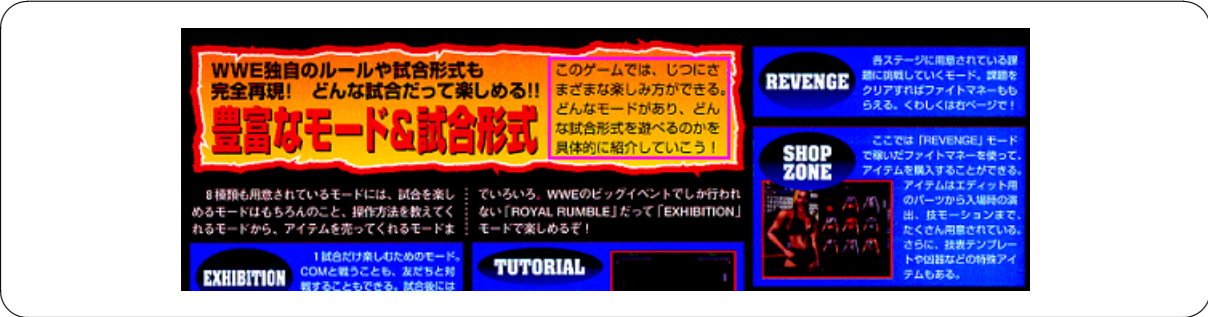 WWE独自のルールや試合形式も
完全再現! どんな試合だって楽しめる!!
豊富なモード&試合形式
このゲームでは、じつにさ
まざまな楽しみ方ができる。
どんなモードがあり、どん
な試合形式を遊べるのかを
具体的に紹介していこう!
8種類も用意されているモードには、試合を楽し
めるモードはもちろんのこと、操作方法を教えてく
れるモードから、アイテムを売ってくれるモードま
でいろいろ。WWEのビッグイベントでしか行われ
ない「ROYAL RUMBLE」だって「EXHIBITION」
モードで楽しめるぞ!
EXHIBITION
1試合だけ楽しむためのモード。
COMと戦うことも、友だちと対
戦することもできる。試合後には
TUTORIAL
REVENGE
各ステージに用意されている課
題に挑戦していくモード。課題を
クリアすればファイトマネーもも
らえる。くわしくは右ページで!
SHOP
ZONE
ここでは「REVENGE」モード
で稼いだファイトマネーを使って、
アイテムを購入することができる。
アイテムはエディット用
のパーツから入場時の演
出、技モーションまで、
たくさん用意されている。
さらに、技表テンプレー
トや凶器などの特殊アイ
テムもある。